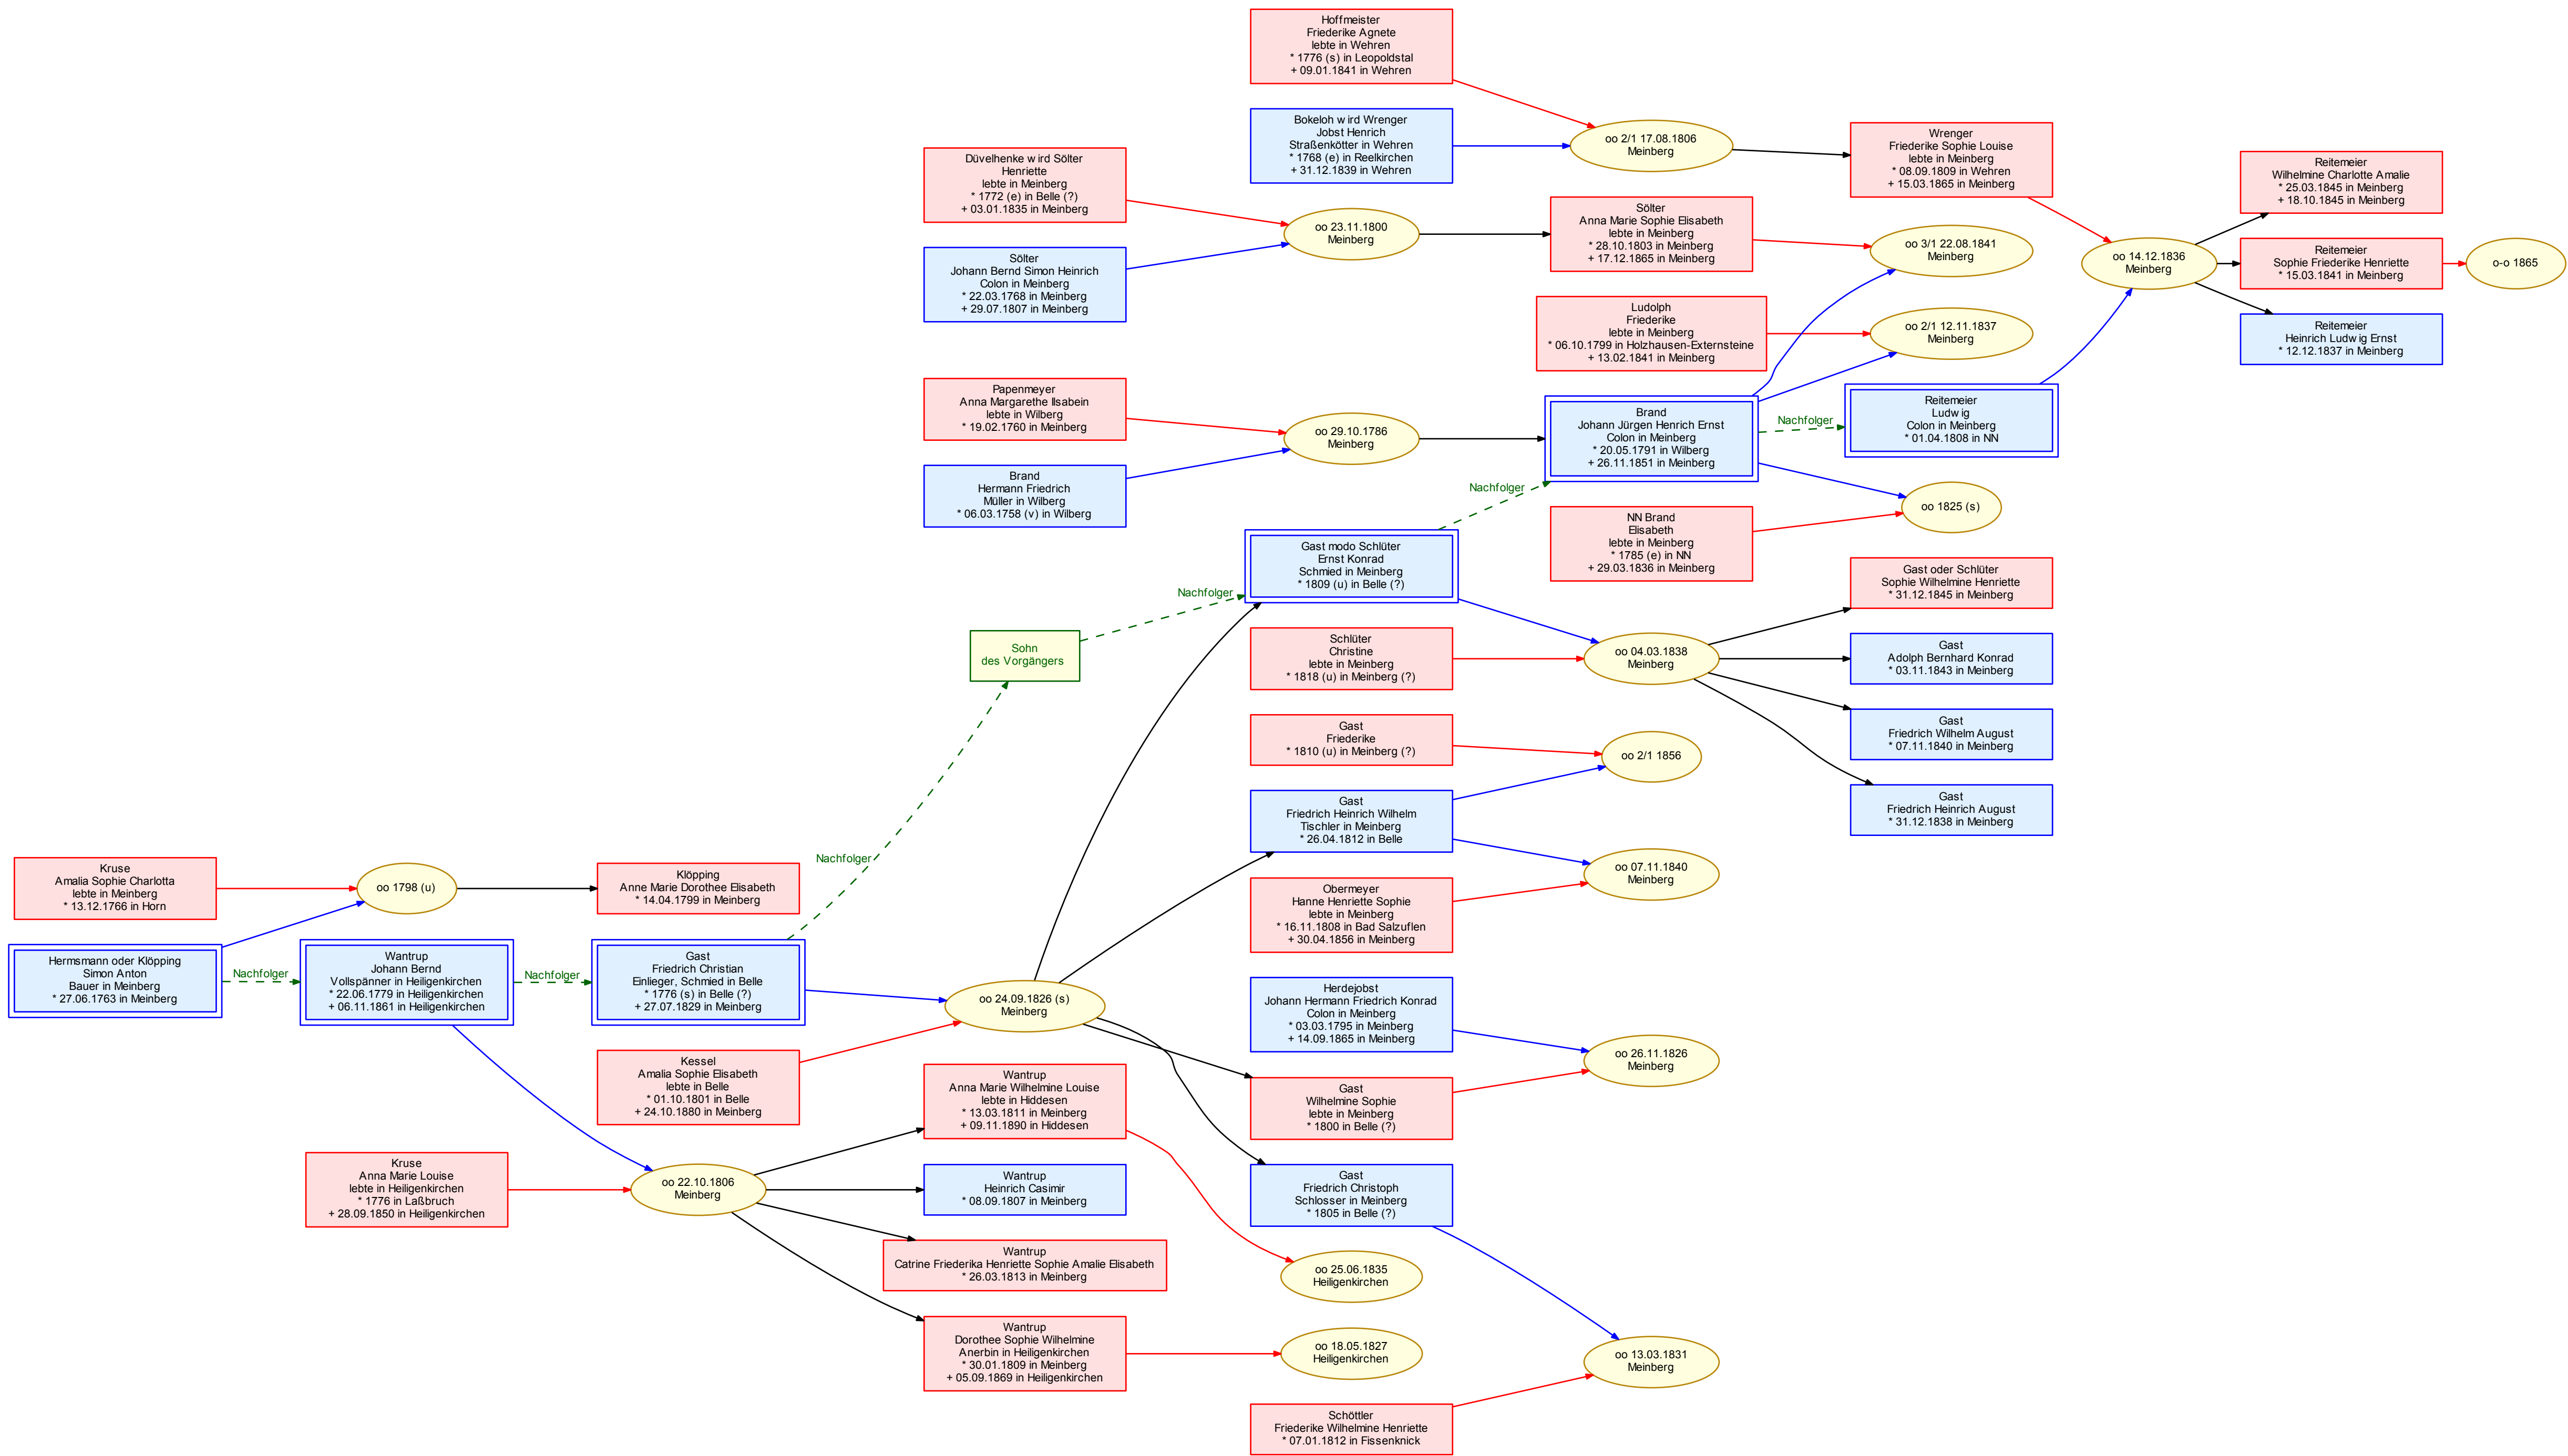 Hoffmeister
Friederike Agnete
lebte in Wehren
* 1776 (s) in Leopoldstal
+ 09.01.1841 in Wehren
Bokeloh wird Wrenger
Jobst Henrich
Straßenkötter in Wehren
* 1768 (e) in Reelkirchen
+ 31.12.1839 in Wehren
oo 2/1 17.08.1806
Meinberg
Wrenger
Friederike Sophie Louise
lebte in Meinberg
* 08.09.1809 in Wehren
+ 15.03.1865 in Meinberg
Reitemeier
Wilhelmine Charlotte Amalie
* 25.03.1845 in Meinberg
+ 18.10.1845 in Meinberg
Düvelhenke wird Sölter
Henriette
lebte in Meinberg
* 1772 (e) in Belle (?)
+ 03.01.1835 in Meinberg
Sölter
Johann Bernd Simon Heinrich
Colon in Meinberg
* 22.03.1768 in Meinberg
+ 29.07.1807 in Meinberg
oo 23.11.1800
Meinberg
Sölter
Anna Marie Sophie Elisabeth
lebte in Meinberg
* 28.10.1803 in Meinberg
+ 17.12.1865 in Meinberg
oo 3/1 22.08.1841
Meinberg
oo 14.12.1836
Meinberg
Reitemeier
Sophie Friederike Henriette
* 15.03.1841 in Meinberg
o-o 1865
Ludolph
Friederike
lebte in Meinberg
* 06.10.1799 in Holzhausen-Externsteine
+ 13.02.1841 in Meinberg
oo 2/1 12.11.1837
Meinberg
Reitemeier
Heinrich Ludwig Ernst
* 12.12.1837 in Meinberg
Papenmeyer
Anna Margarethe Ilsabein
lebte in Wilberg
* 19.02.1760 in Meinberg
Brand
Hermann Friedrich
Müller in Wilberg
* 06.03.1758 (v) in Wilberg
oo 29.10.1786
Meinberg
Brand
Johann Jürgen Henrich Ernst
Colon in Meinberg
* 20.05.1791 in Wilberg
+ 26.11.1851 in Meinberg
Nachfolger
Reitemeier
Ludwig
Colon in Meinberg
* 01.04.1808 in NN
Nachfolger
NN Brand
Elisabeth
lebte in Meinberg
* 1785 (e) in NN
+ 29.03.1836 in Meinberg
oo 1825 (s)
Gast modo Schlüter
Ernst Konrad
Schmied in Meinberg
* 1809 (u) in Belle (?)
Nachfolger
Sohn
des Vorgängers
Schlüter
Christine
lebte in Meinberg
* 1818 (u) in Meinberg (?)
oo 04.03.1838
Meinberg
Gast oder Schlüter
Sophie Wilhelmine Henriette
* 31.12.1845 in Meinberg
Gast
Adolph Bernhard Konrad
* 03.11.1843 in Meinberg
Gast
Friedrich Wilhelm August
* 07.11.1840 in Meinberg
Gast
Friedrich Heinrich August
* 31.12.1838 in Meinberg
Gast
Friederike
* 1810 (u) in Meinberg (?)
oo 2/1 1856
Gast
Friedrich Heinrich Wilhelm
Tischler in Meinberg
* 26.04.1812 in Belle
oo 07.11.1840
Meinberg
Obermeyer
Hanne Henriette Sophie
lebte in Meinberg
* 16.11.1808 in Bad Salzuflen
+ 30.04.1856 in Meinberg
Nachfolger
Kruse
Amalia Sophie Charlotta
lebte in Meinberg
* 13.12.1766 in Horn
oo 1798 (u)
Klöpping
Anne Marie Dorothee Elisabeth
* 14.04.1799 in Meinberg
Hermsmann oder Klöpping
Simon Anton
Bauer in Meinberg
* 27.06.1763 in Meinberg
Nachfolger
Wantrup
Johann Bernd
Vollspänner in Heiligenkirchen
* 22.06.1779 in Heiligenkirchen
+ 06.11.1861 in Heiligenkirchen
Nachfolger
Gast
Friedrich Christian
Einlieger, Schmied in Belle
* 1776 (s) in Belle (?)
+ 27.07.1829 in Meinberg
oo 24.09.1826 (s)
Meinberg
Kessel
Amalia Sophie Elisabeth
lebte in Belle
* 01.10.1801 in Belle
+ 24.10.1880 in Meinberg
Herdejobst
Johann Hermann Friedrich Konrad
Colon in Meinberg
* 03.03.1795 in Meinberg
+ 14.09.1865 in Meinberg
oo 26.11.1826
Meinberg
Gast
Wilhelmine Sophie
lebte in Meinberg
* 1800 in Belle (?)
Wantrup
Anna Marie Wilhelmine Louise
lebte in Hiddesen
* 13.03.1811 in Meinberg
+ 09.11.1890 in Hiddesen
Kruse
Anna Marie Louise
lebte in Heiligenkirchen
* 1776 in Laßbruch
+ 28.09.1850 in Heiligenkirchen
oo 22.10.1806
Meinberg
Wantrup
Heinrich Casimir
* 08.09.1807 in Meinberg
Gast
Friedrich Christoph
Schlosser in Meinberg
* 1805 in Belle (?)
Wantrup
Catrine Friederika Henriette Sophie Amalie Elisabeth
* 26.03.1813 in Meinberg
oo 25.06.1835
Heiligenkirchen
Wantrup
Dorothee Sophie Wilhelmine
Anerbin in Heiligenkirchen
* 30.01.1809 in Meinberg
+ 05.09.1869 in Heiligenkirchen
oo 18.05.1827
Heiligenkirchen
oo 13.03.1831
Meinberg
Schöttler
Friederike Wilhelmine Henriette
* 07.01.1812 in Fissenknick